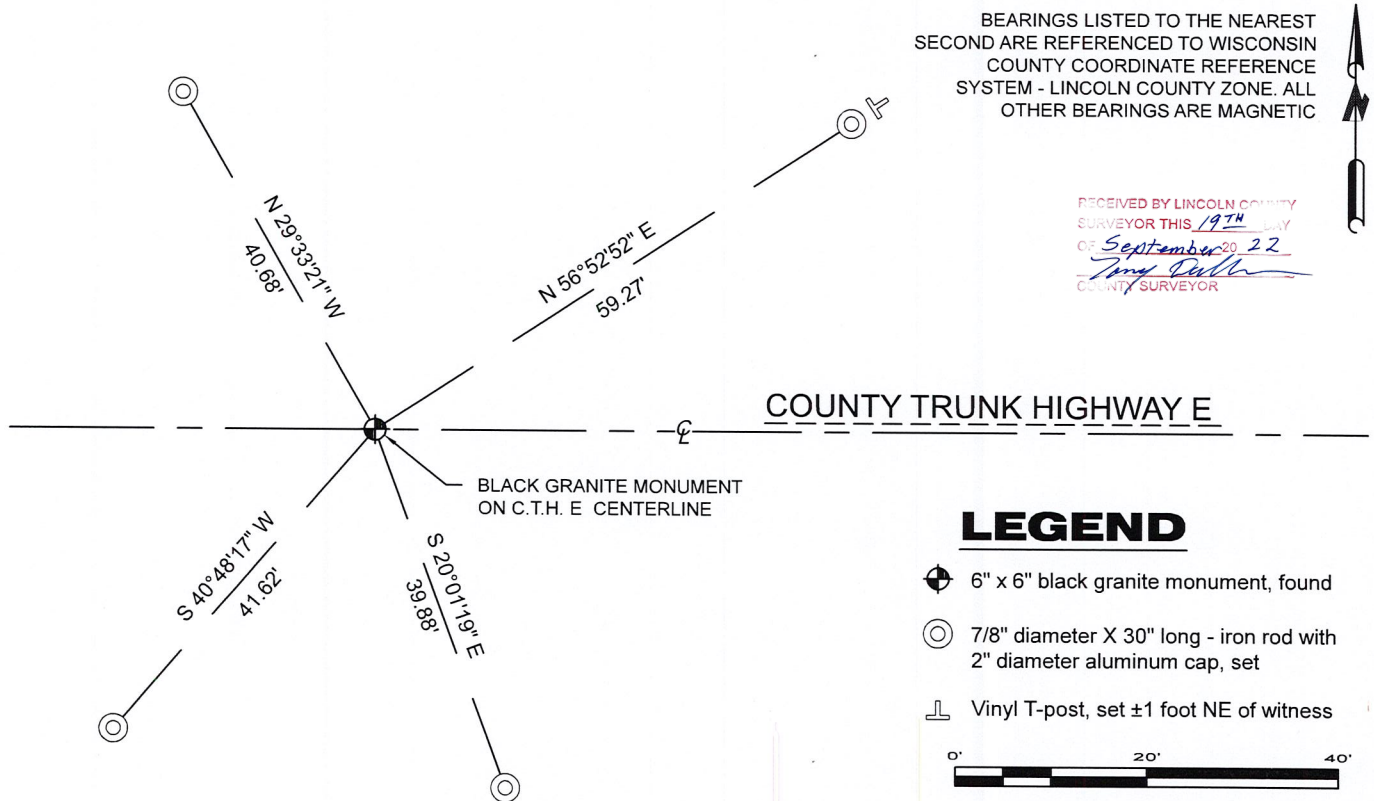 BEARINGS LISTED TO THE NEAREST
SECOND ARE REFERENCED TO WISCONSIN
COUNTY COORDINATE REFERENCE
SYSTEM - LINCOLN COUNTY ZONE. ALL
OTHER BEARINGS ARE MAGNETIC
N
RECEIVED BY LINCOLN COUNTY
SURVEYOR THIS 19TH DAY
OF September 20 22
COUNTY SURVEYOR
N 29°33'21" W
40.68'
N 56°52'52" E
59.27'
COUNTY TRUNK HIGHWAY E
℄
BLACK GRANITE MONUMENT
ON C.T.H. E CENTERLINE
S 40°48'17" W
41.62'
S 20°01'19" E
39.88'
LEGEND
6" x 6" black granite monument, found
7/8" diameter X 30" long - iron rod with
2" diameter aluminum cap, set
Vinyl T-post, set ±1 foot NE of witness
0' 20' 40'